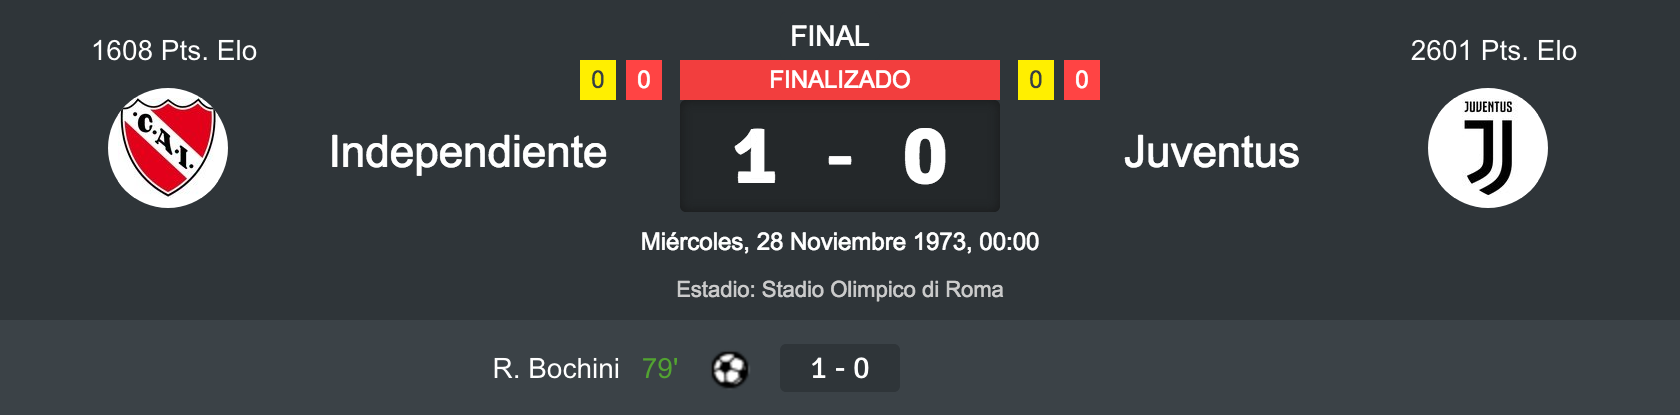 FINAL
1608 Pts. Elo
2601 Pts. Elo
0 0 FINALIZADO 0 0
C.A.I.
JUVENTUS
Independiente 1 - 0 Juventus
Miércoles, 28 Noviembre 1973, 00:00
Estadio: Stadio Olimpico di Roma
R. Bochini 79' 1 - 0